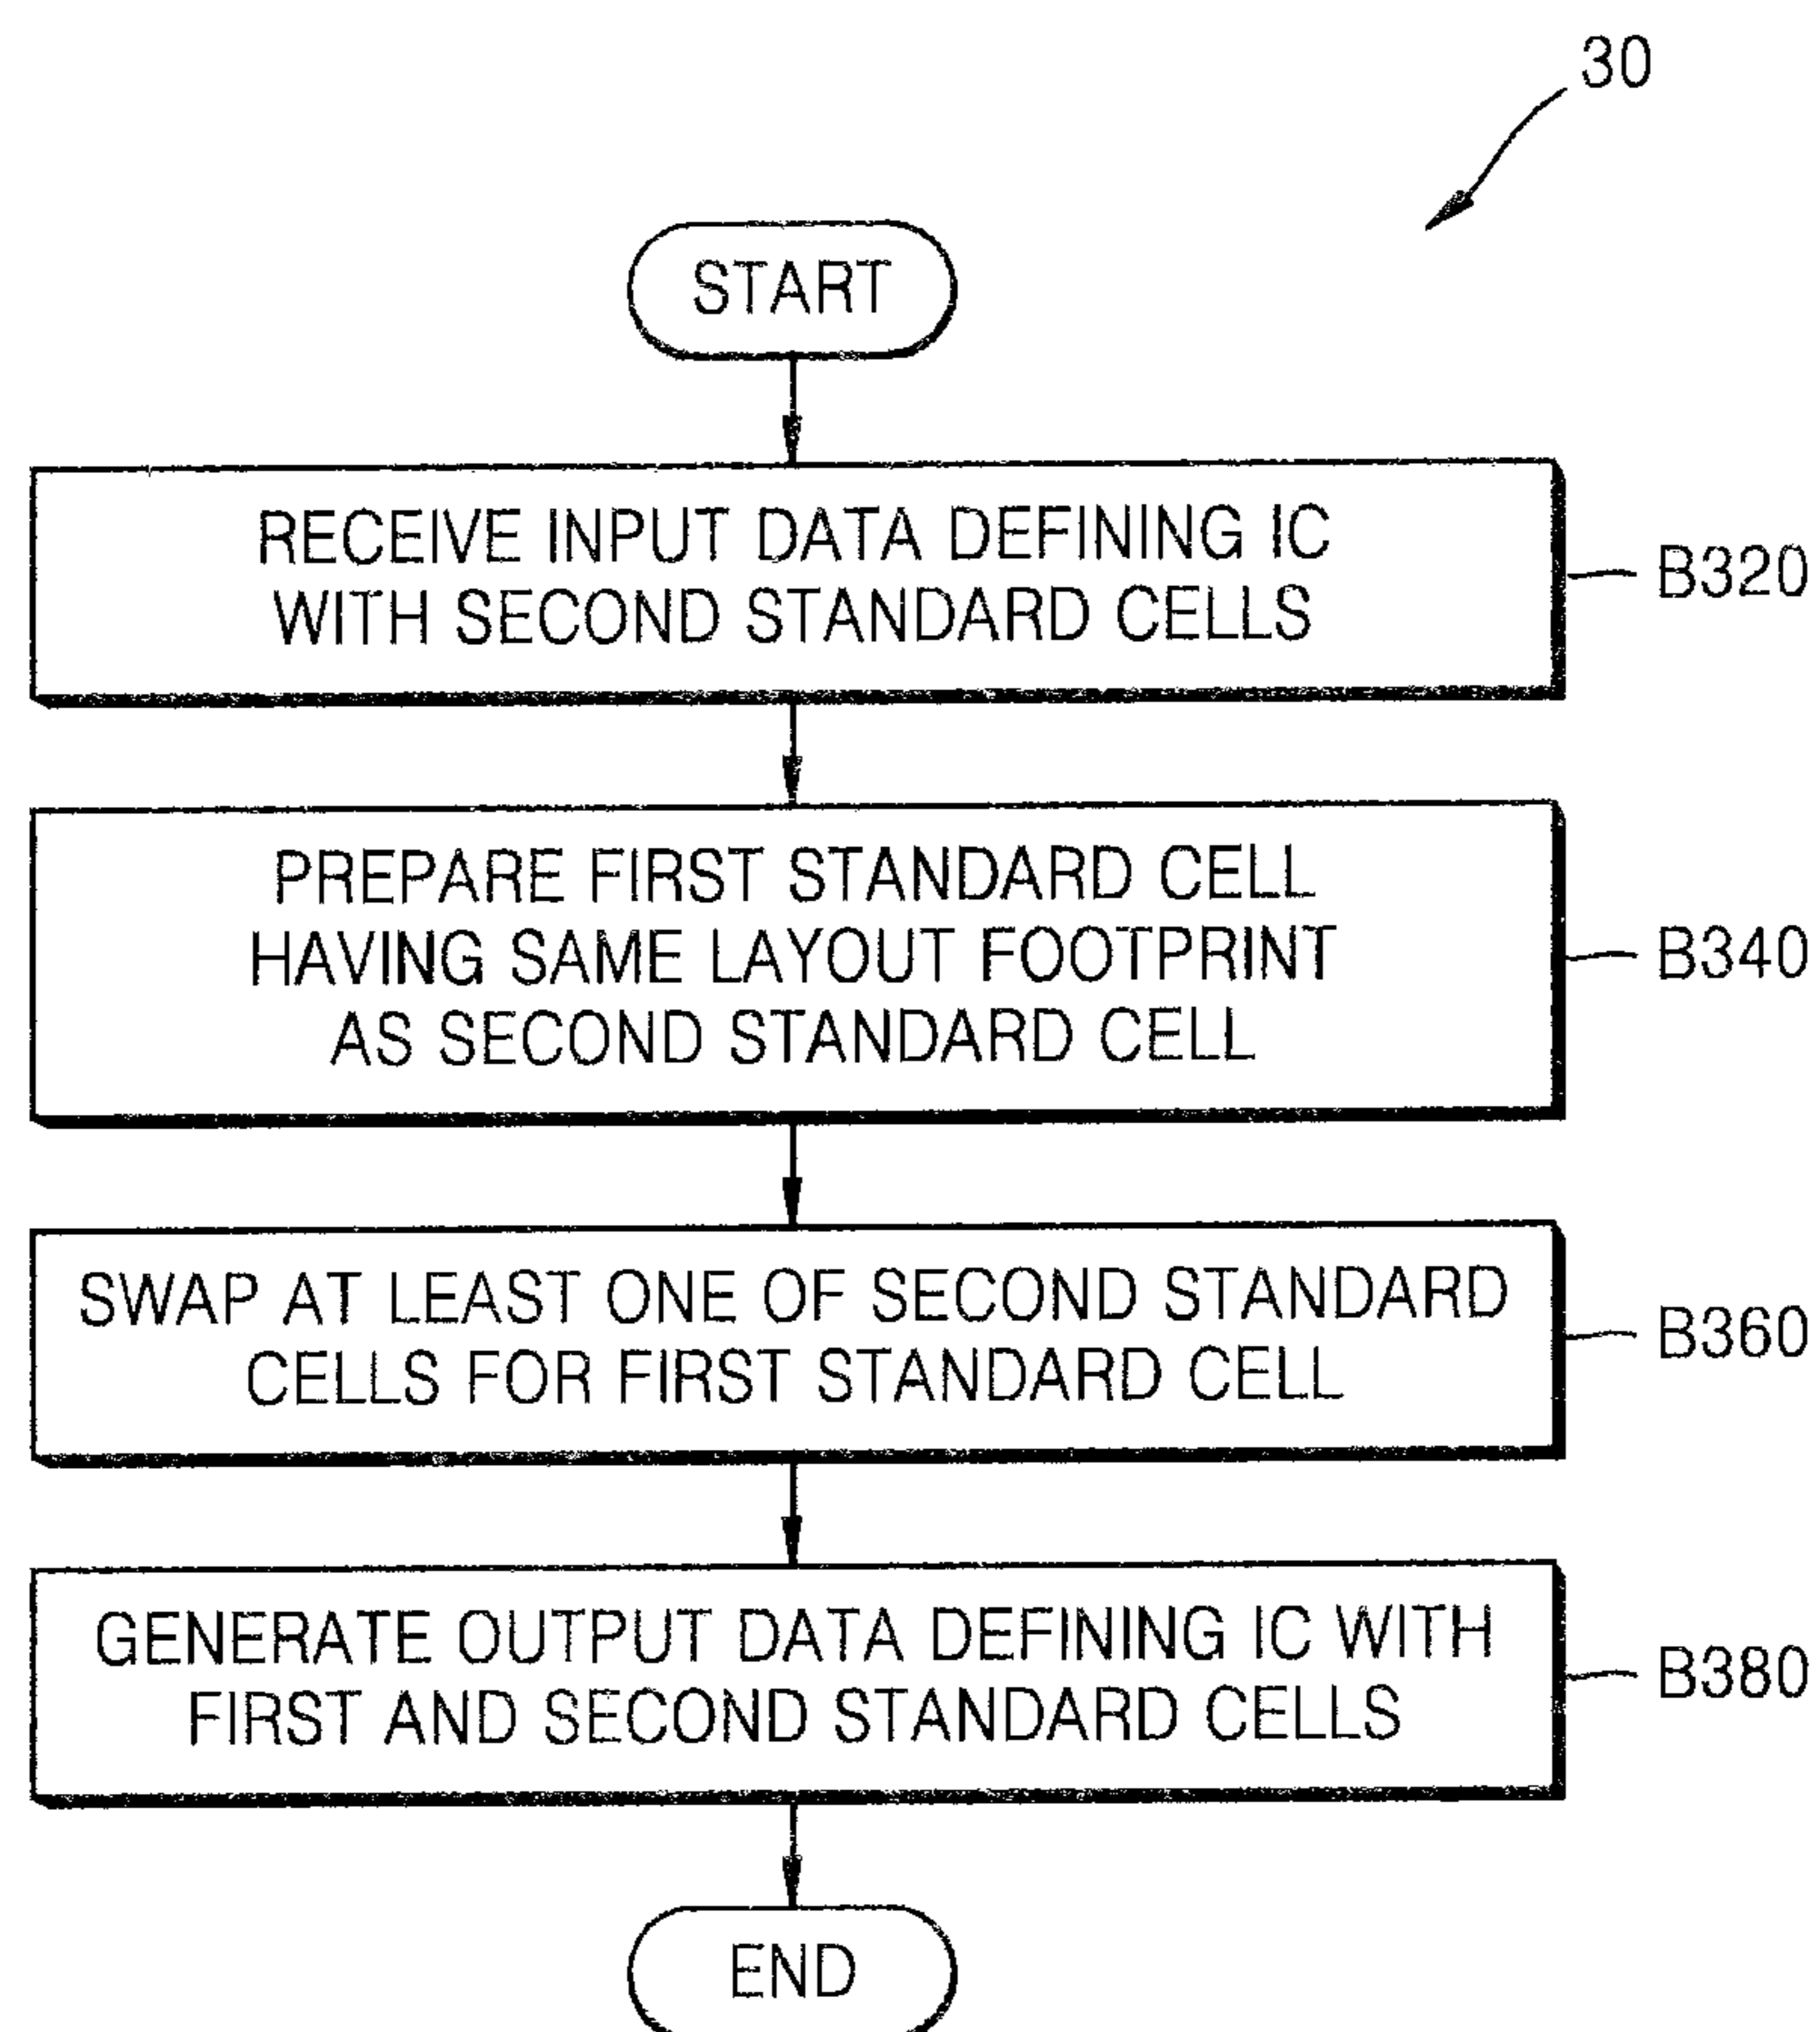 30
START
RECEIVE INPUT DATA DEFINING IC
WITH SECOND STANDARD CELLS
B320
PREPARE FIRST STANDARD CELL
HAVING SAME LAYOUT FOOTPRINT
AS SECOND STANDARD CELL
B340
SWAP AT LEAST ONE OF SECOND STANDARD
CELLS FOR FIRST STANDARD CELL
B360
GENERATE OUTPUT DATA DEFINING IC WITH
FIRST AND SECOND STANDARD CELLS
B380
END